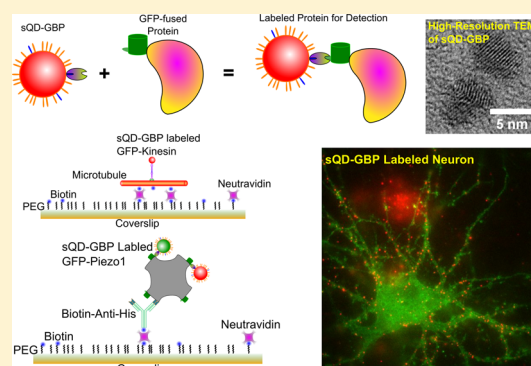 sQD-GBP
GFP-fused
Protein
Labeled Protein for Detection
+
=
High-Resolution TEM
of sQD-GBP
5 nm
sQD-GBP labeled
GFP-Kinesin
Microtubule
Biotin
Neutravidin
PEG
Coverslip
sQD-GBP Labled
GFP-Piezo1
Biotin-Anti-His
Biotin
Neutravidin
PEG
Coverslip
sQD-GBP Labeled Neuron